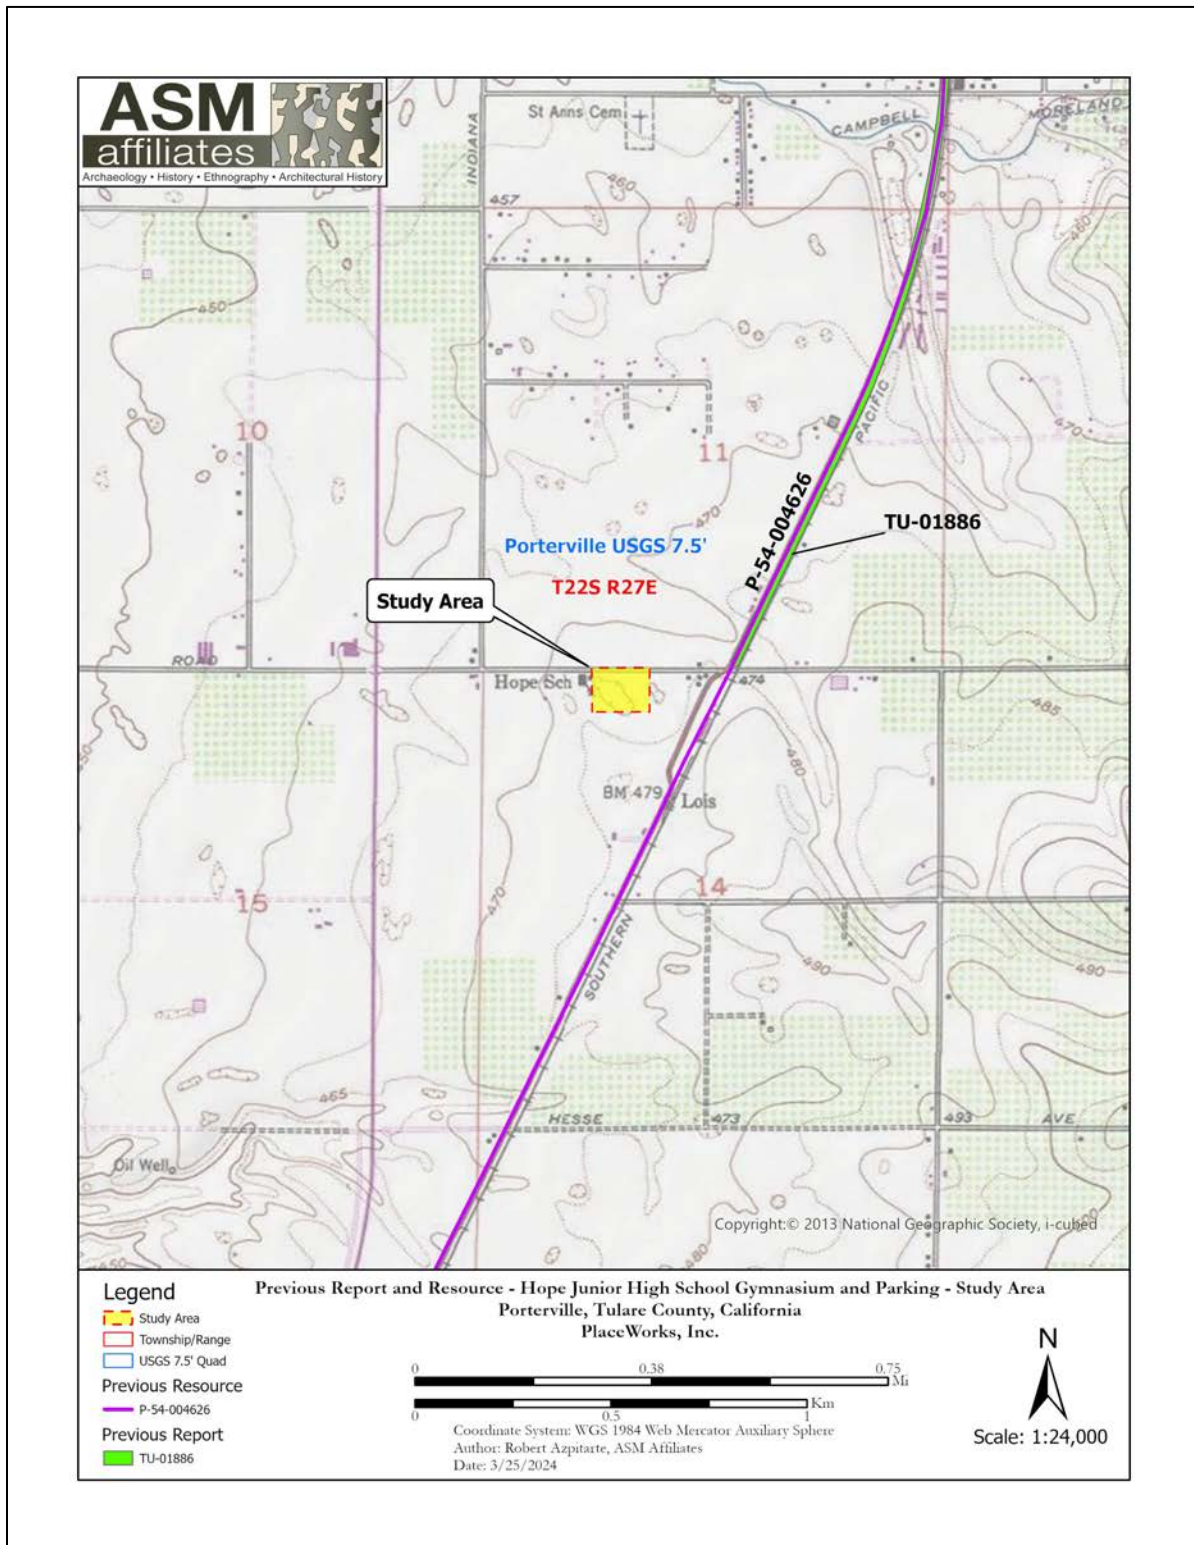 ASM
affiliates
Archaeology • History • Ethnography • Architectural History
INDIANA
St Anns Cem
CAMPBELL
MORELAND
457
460
460
450
10
11
PACIFIC
470
470
P-54-004626
TU-01886
Porterville USGS 7.5'
T22S R27E
Study Area
ROAD
Hope Sch
474
485
450
480
BM 479
Lois
470
14
15
SOUTHERN
490
490
465
HESSE
473
493
AVE
Oil Well
480
450
Copyright:© 2013 National Geographic Society, i-cubed
Legend
Study Area
Township/Range
USGS 7.5' Quad
Previous Resource
P-54-004626
Previous Report
TU-01886
Previous Report and Resource - Hope Junior High School Gymnasium and Parking - Study Area
Porterville, Tulare County, California
PlaceWorks, Inc.
0 0.38 0.75
Mi
Km
0 0.5 1
Coordinate System: WGS 1984 Web Mercator Auxiliary Sphere
Author: Robert Azpitarte, ASM Affiliates
Date: 3/25/2024
N
Scale: 1:24,000